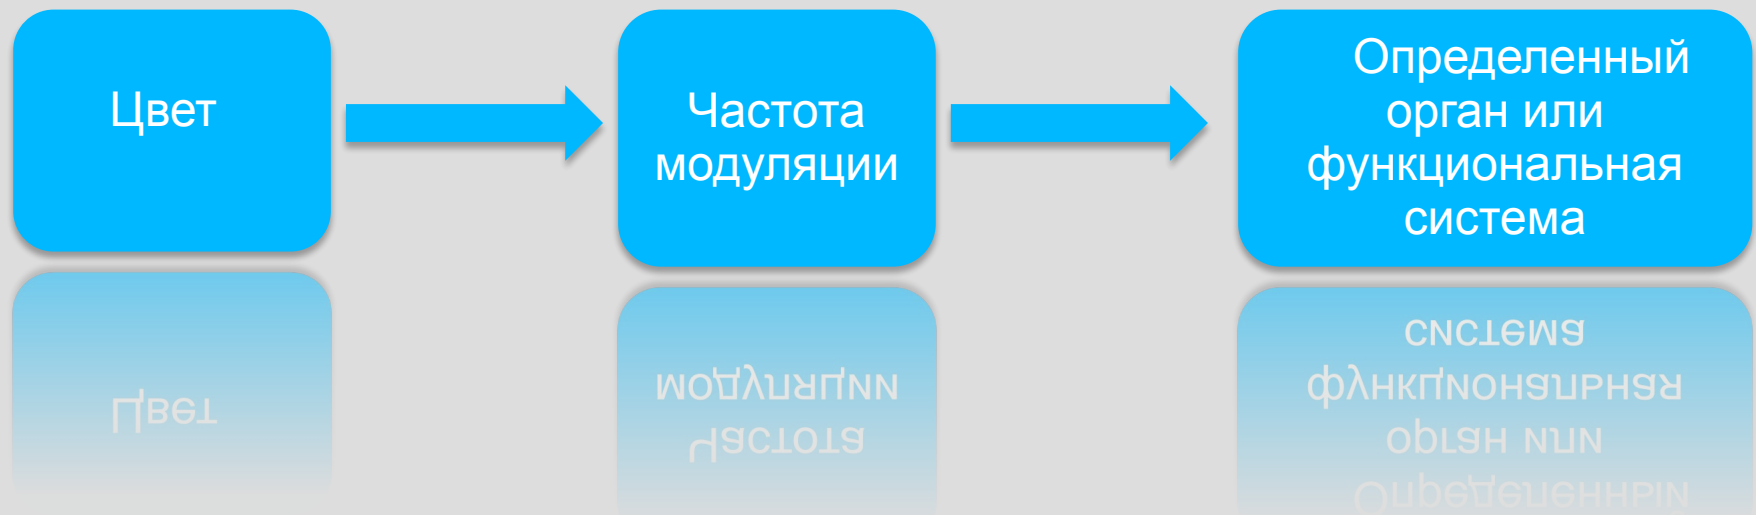 Цвет
Частота
модуляции
Определенный
орган или
функциональная
система